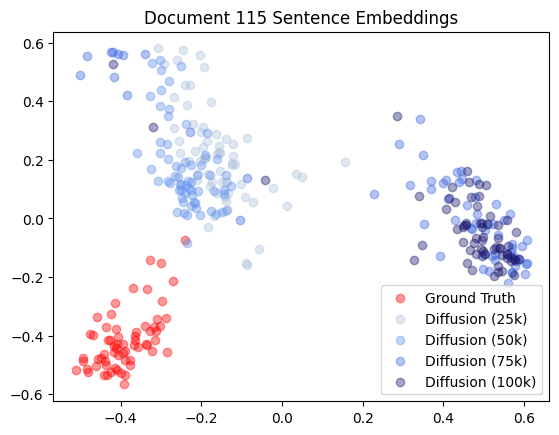 Document 115 Sentence Embeddings
0.6
0.4
0.2
0.0
−0.2
−0.4
−0.6
Ground Truth
Diffusion (25k)
Diffusion (50k)
Diffusion (75k)
Diffusion (100k)
−0.4 −0.2 0.0 0.2 0.4 0.6